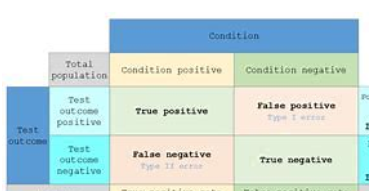 Condition
Total
population
Condition positive
Condition negative
Test
outcome
Test
outcome
positive
True positive
False positive
Type I error
Test
outcome
negative
False negative
Type II error
True negative